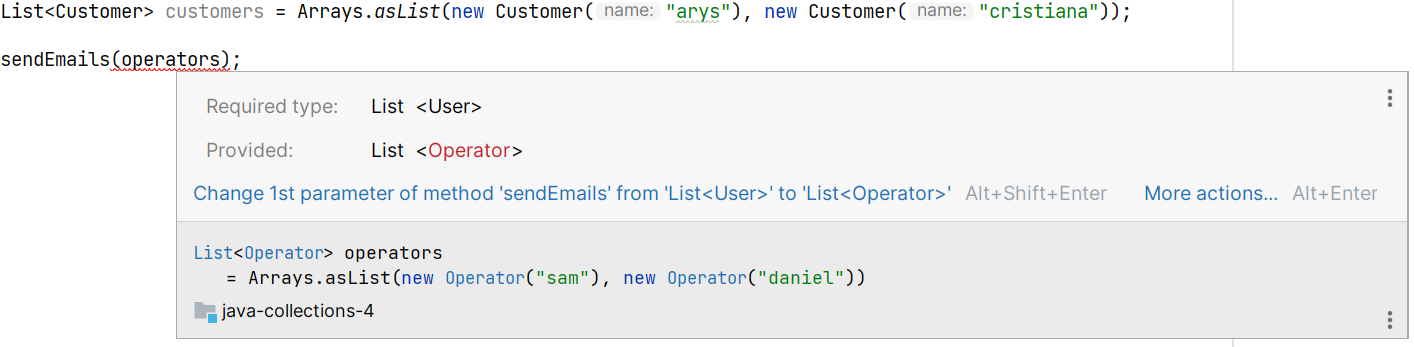 List<Customer> customers = Arrays.asList(new Customer( name: "arys"), new Customer( name: "cristiana"));
sendEmails(operators);
Required type: List <User>
Provided: List <Operator>
Change 1st parameter of method 'sendEmails' from 'List<User>' to 'List<Operator>' Alt+Shift+Enter More actions... Alt+Enter
List<Operator> operators
= Arrays.asList(new Operator("sam"), new Operator("daniel"))
java-collections-4